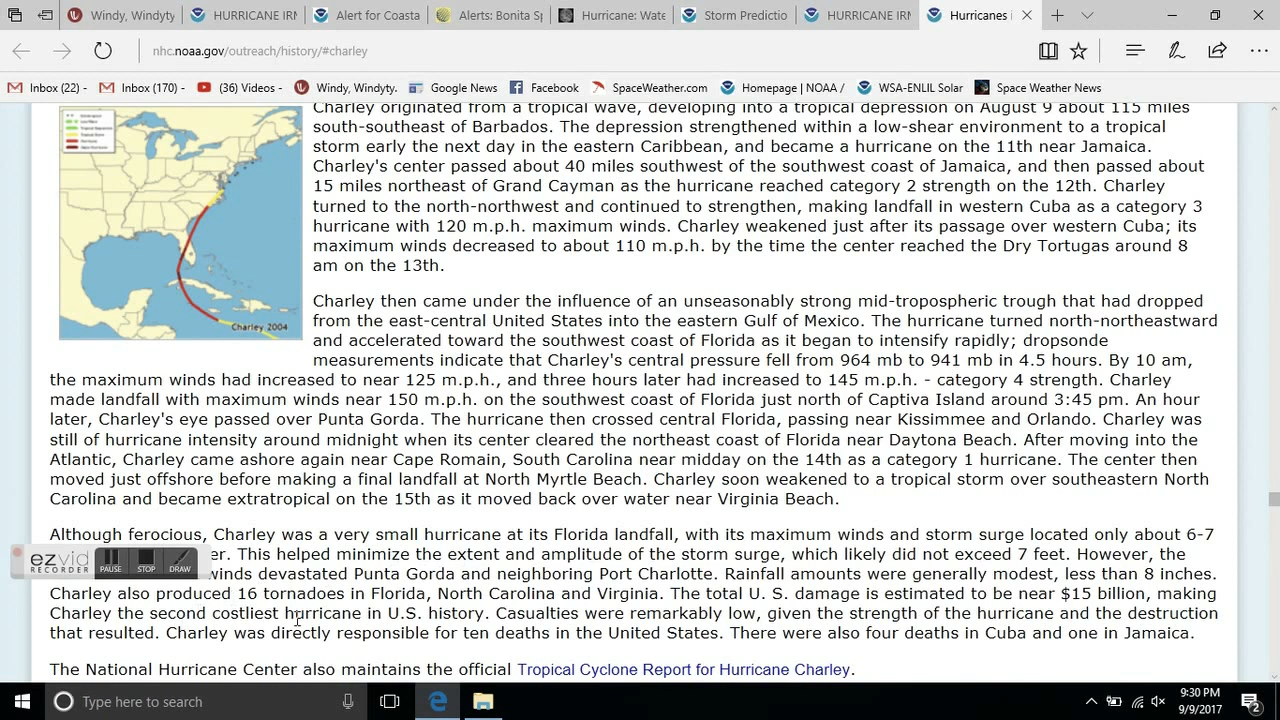 Windy, Windyty
HURRICANE IRM
Alert for Coasta
Alerts: Bonita Sp
Hurricane: Wate
Storm Predictio
HURRICANE IRM
Hurricanes i
nhc.noaa.gov/outreach/history/#charley
Inbox (22) -
Inbox (170) -
(36) Videos -
Windy, Windyty.
Google News
Facebook
SpaceWeather.com
Homepage | NOAA /
WSA-ENLIL Solar
Space Weather News
Charley originated from a tropical wave, developing into a tropical depression on August 9 about 115 miles
south-southeast of Barbados. The depression strengthened within a low-shear environment to a tropical
storm early the next day in the eastern Caribbean, and became a hurricane on the 11th near Jamaica.
Charley's center passed about 40 miles southwest of the southwest coast of Jamaica, and then passed about
15 miles northeast of Grand Cayman as the hurricane reached category 2 strength on the 12th. Charley
turned to the north-northwest and continued to strengthen, making landfall in western Cuba as a category 3
hurricane with 120 m.p.h. maximum winds. Charley weakened just after its passage over western Cuba; its
maximum winds decreased to about 110 m.p.h. by the time the center reached the Dry Tortugas around 8
am on the 13th.
Charley 2004
Charley then came under the influence of an unseasonably strong mid-tropospheric trough that had dropped
from the east-central United States into the eastern Gulf of Mexico. The hurricane turned north-northeastward
and accelerated toward the southwest coast of Florida as it began to intensify rapidly; dropsonde
measurements indicate that Charley's central pressure fell from 964 mb to 941 mb in 4.5 hours. By 10 am,
the maximum winds had increased to near 125 m.p.h., and three hours later had increased to 145 m.p.h. - category 4 strength. Charley
made landfall with maximum winds near 150 m.p.h. on the southwest coast of Florida just north of Captiva Island around 3:45 pm. An hour
later, Charley's eye passed over Punta Gorda. The hurricane then crossed central Florida, passing near Kissimmee and Orlando. Charley was
still of hurricane intensity around midnight when its center cleared the northeast coast of Florida near Daytona Beach. After moving into the
Atlantic, Charley came ashore again near Cape Romain, South Carolina near midday on the 14th as a category 1 hurricane. The center then
moved just offshore before making a final landfall at North Myrtle Beach. Charley soon weakened to a tropical storm over southeastern North
Carolina and became extratropical on the 15th as it moved back over water near Virginia Beach.
Although ferocious, Charley was a very small hurricane at its Florida landfall, with its maximum winds and storm surge located only about 6-7
er. This helped minimize the extent and amplitude of the storm surge, which likely did not exceed 7 feet. However, the
winds devastated Punta Gorda and neighboring Port Charlotte. Rainfall amounts were generally modest, less than 8 inches.
Charley also produced 16 tornadoes in Florida, North Carolina and Virginia. The total U. S. damage is estimated to be near $15 billion, making
Charley the second costliest hurricane in U.S. history. Casualties were remarkably low, given the strength of the hurricane and the destruction
that resulted. Charley was directly responsible for ten deaths in the United States. There were also four deaths in Cuba and one in Jamaica.
The National Hurricane Center also maintains the official Tropical Cyclone Report for Hurricane Charley.
ezvid
RECORDER
PAUSE
STOP
DRAW
Type here to search
9:30 PM
9/9/2017
2